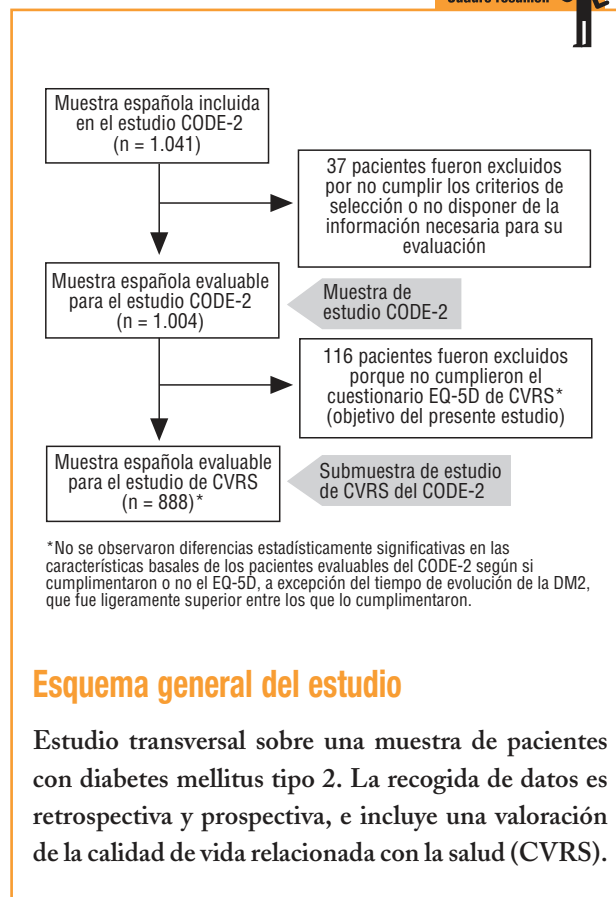 Cuadro resumen
Muestra española incluida
en el estudio CODE-2
(n = 1.041)
37 pacientes fueron excluidos
por no cumplir los criterios de
selección o no disponer de la
información necesaria para su
evaluación
Muestra española evaluable
para el estudio CODE-2
(n = 1.004)
Muestra de
estudio CODE-2
116 pacientes fueron excluidos
porque no cumplieron el
cuestionario EQ-5D de CVRS*
(objetivo del presente estudio)
Muestra española evaluable
para el estudio de CVRS
(n = 888)*
Submuestra de estudio
de CVRS del CODE-2
*No se observaron diferencias estadísticamente significativas en las
características basales de los pacientes evaluables del CODE-2 según si
cumplimentaron o no el EQ-5D, a excepción del tiempo de evolución de la DM2,
que fue ligeramente superior entre los que lo cumplimentaron.
Esquema general del estudio
Estudio transversal sobre una muestra de pacientes
con diabetes mellitus tipo 2. La recogida de datos es
retrospectiva y prospectiva, e incluye una valoración
de la calidad de vida relacionada con la salud (CVRS).